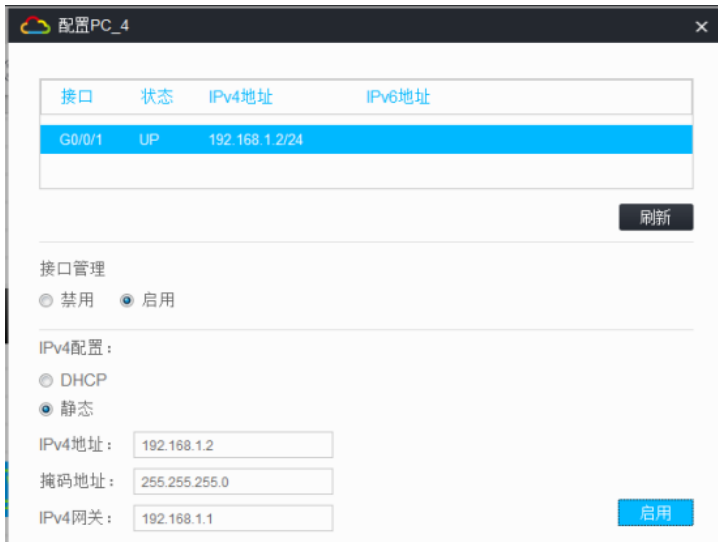 配置PC_4
接口 状态 IPv4地址 IPv6地址
G0/0/1 UP 192.168.1.2/24
刷新
接口管理
禁用 启用
IPv4配置：
DHCP
静态
IPv4地址： 192.168.1.2
掩码地址： 255.255.255.0
IPv4网关： 192.168.1.1
启用